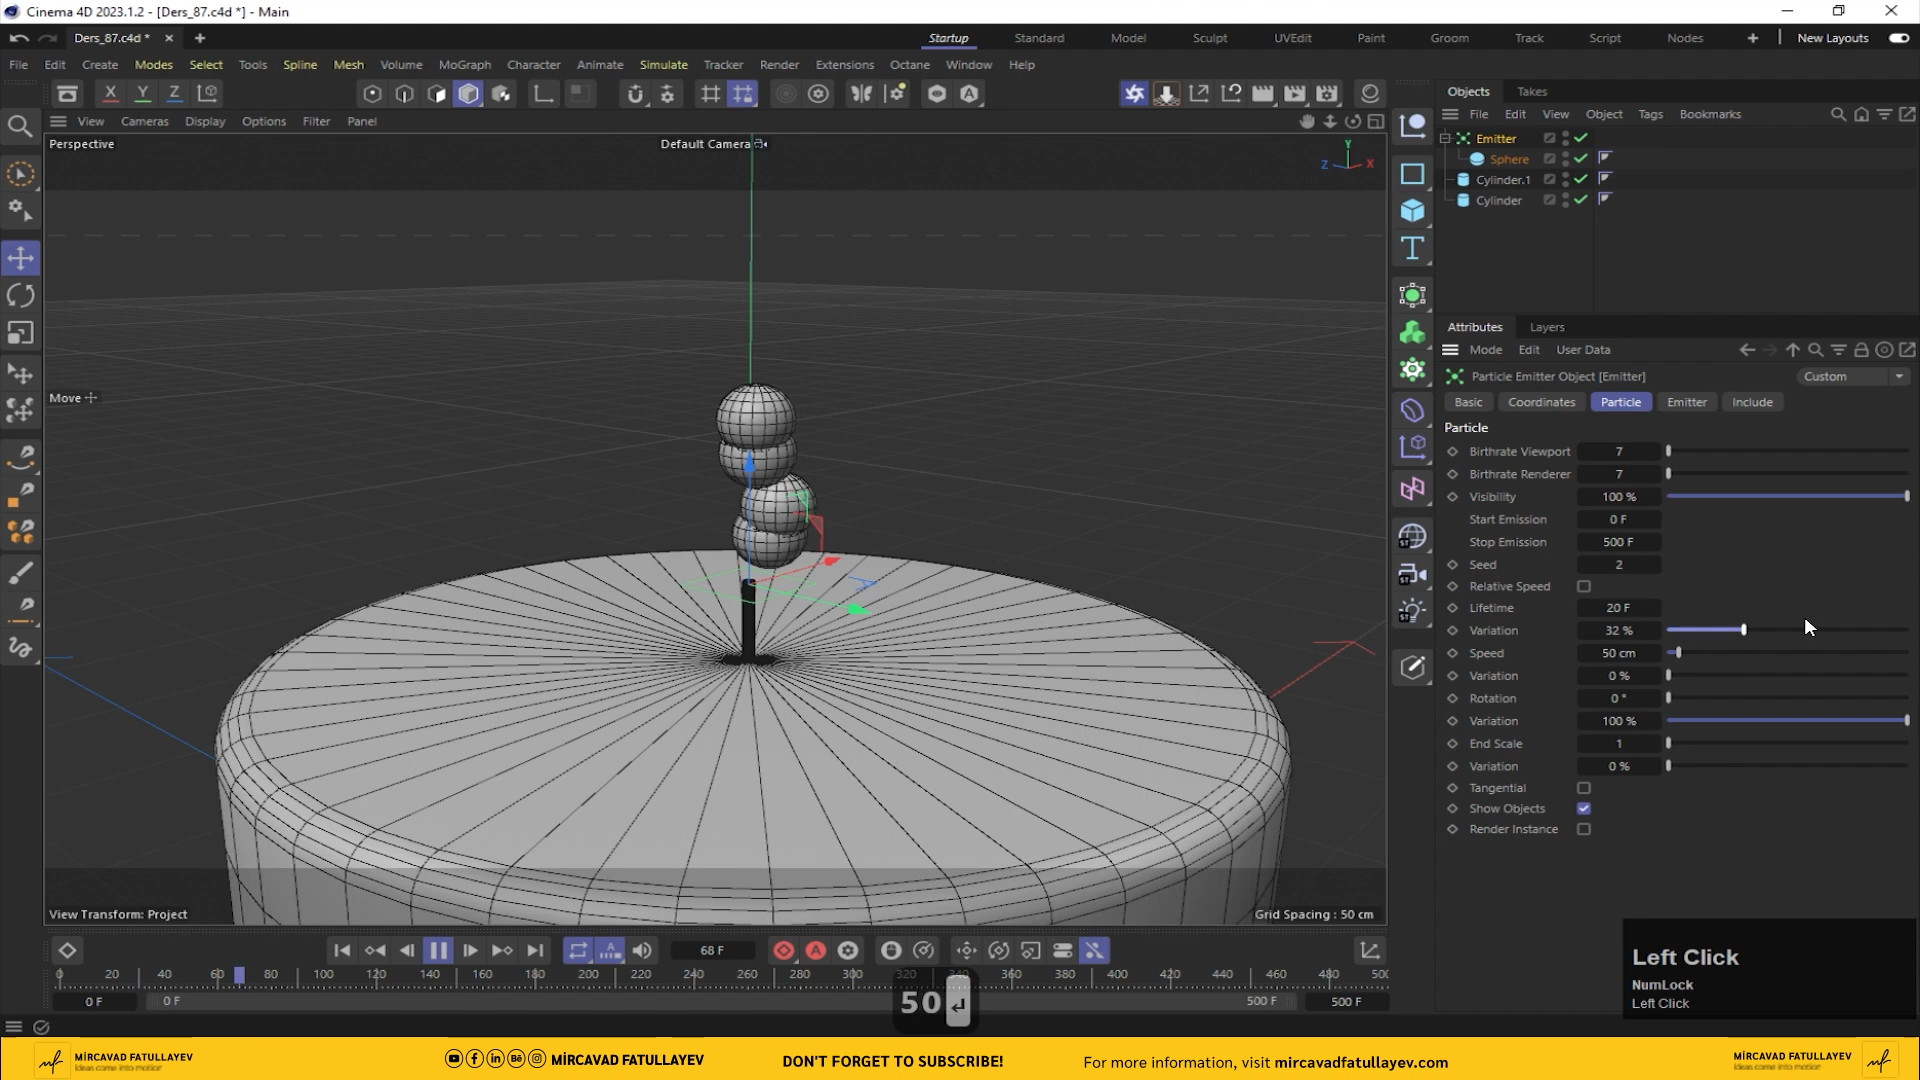 Cinema 4D 2023.1.2 - [Ders_87.c4d *] - Main
Ders_87.c4d *
Startup Standard Model Sculpt UVEdit Paint Groom Track Script Nodes New Layouts
File Edit Create Modes Select Tools Spline Mesh Volume MoGraph Character Animate Simulate Tracker Render Extensions Octane Window Help
X Y Z
View Cameras Display Options Filter Panel
Perspective
Default Camera
Y
Z X
Move
View Transform: Project
Grid Spacing : 50 cm
Objects Takes
File Edit View Object Tags Bookmarks
Emitter
Sphere
Cylinder.1
Cylinder
Attributes Layers
Mode Edit User Data
Particle Emitter Object [Emitter] Custom
Basic Coordinates Particle Emitter Include
Particle
Birthrate Viewport 7
Birthrate Renderer 7
Visibility 100 %
Start Emission 0 F
Stop Emission 500 F
Seed 2
Relative Speed
Lifetime 20 F
Variation 32 %
Speed 50 cm
Variation 0 %
Rotation 0 °
Variation 100 %
End Scale 1
Variation 0 %
Tangential
Show Objects
Render Instance
68 F
0 20 40 60 80 100 120 140 160 180 200 220 240 260 280 300 320 340 360 380 400 420 440 460 480 500
0 F 0 F 500 F 500 F
50
Left Click
NumLock
Left Click
MİRCAVAD FATULLAYEV
Ideas come into motion
MİRCAVAD FATULLAYEV
DON'T FORGET TO SUBSCRIBE!
For more information, visit mircavadfatullayev.com
MİRCAVAD FATULLAYEV
Ideas come into motion